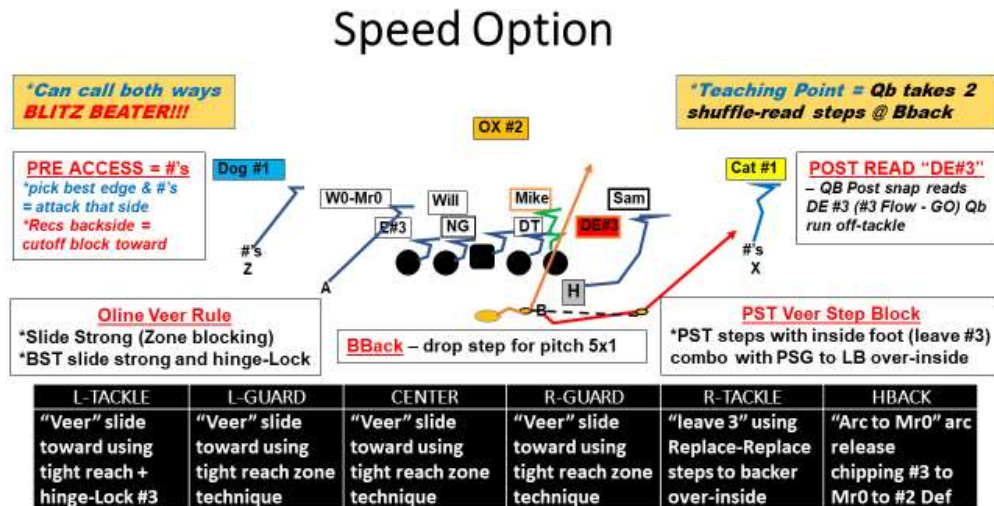 Speed Option
*Can call both ways
BLITZ BEATER!!!
*Teaching Point = Qb takes 2
shuffle-read steps @ Bback
OX #2
PRE ACCESS = #'s
*pick best edge & #'s
= attack that side
*Recs backside =
cutoff block toward
Dog #1
Cat #1
POST READ "DE#3"
– QB Post snap reads
DE #3 (#3 Flow - GO) Qb
run off-tackle
W0-Mr0
Will
Mike
Sam
E#3
NG
DT
DE#3
#'s
Z
#'s
X
A
H
B
Oline Veer Rule
*Slide Strong (Zone blocking)
*BST slide strong and hinge-Lock
BBack – drop step for pitch 5x1
PST Veer Step Block
*PST steps with inside foot (leave #3)
combo with PSG to LB over-inside
L-TACKLE
"Veer" slide
toward using
tight reach +
hinge-Lock #3
L-GUARD
"Veer" slide
toward using
tight reach zone
technique
CENTER
"Veer" slide
toward using
tight reach zone
technique
R-GUARD
"Veer" slide
toward using
tight reach zone
technique
R-TACKLE
"leave 3" using
Replace-Replace
steps to backer
over-inside
HBACK
"Arc to Mr0" arc
release
chipping #3 to
Mr0 to #2 Def